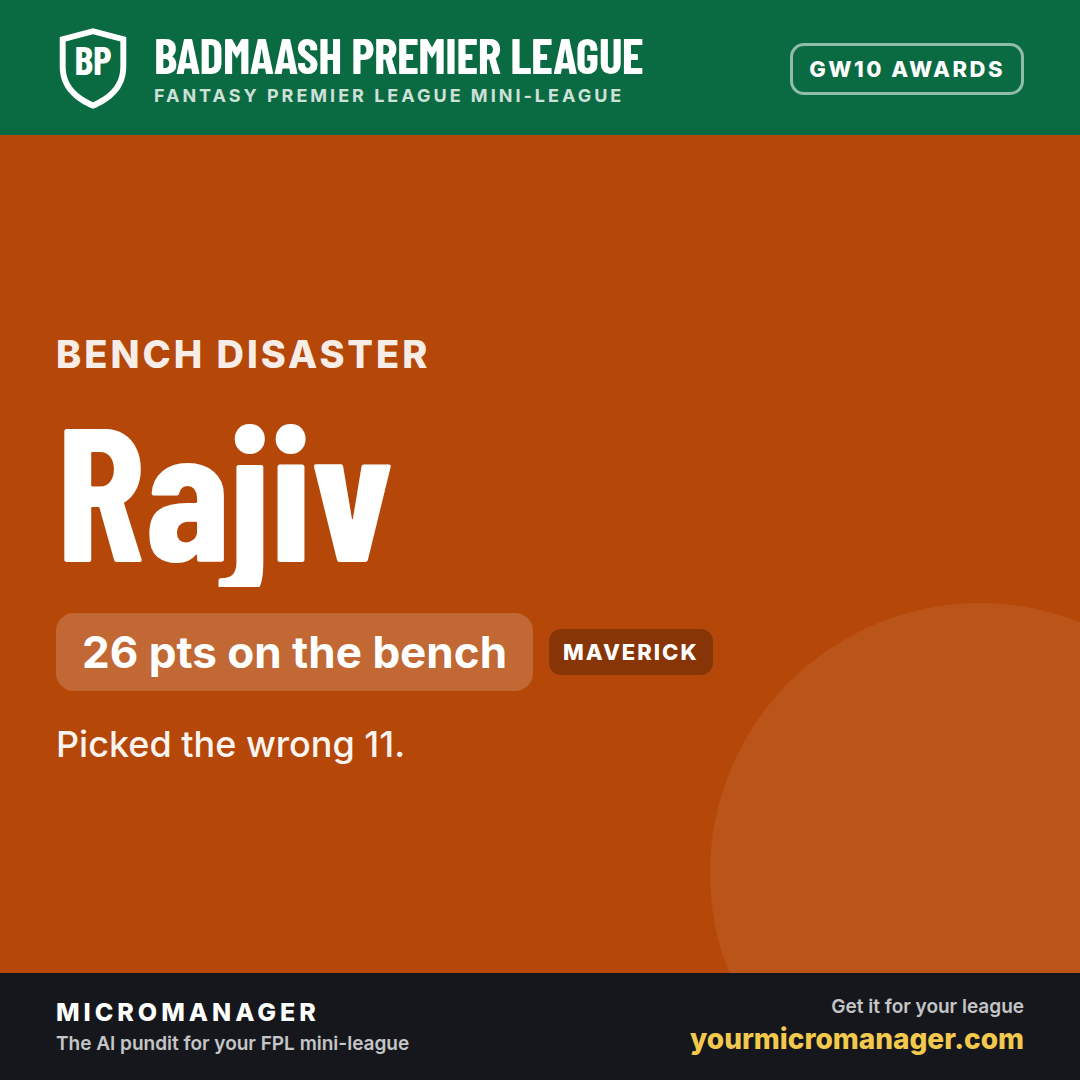 BP
BADMAASH PREMIER LEAGUE
FANTASY PREMIER LEAGUE MINI-LEAGUE
GW10 AWARDS
BENCH DISASTER
Rajiv
26 pts on the bench
MAVERICK
Picked the wrong 11.
MICROMANAGER
The AI pundit for your FPL mini-league
Get it for your league
yourmicromanager.com